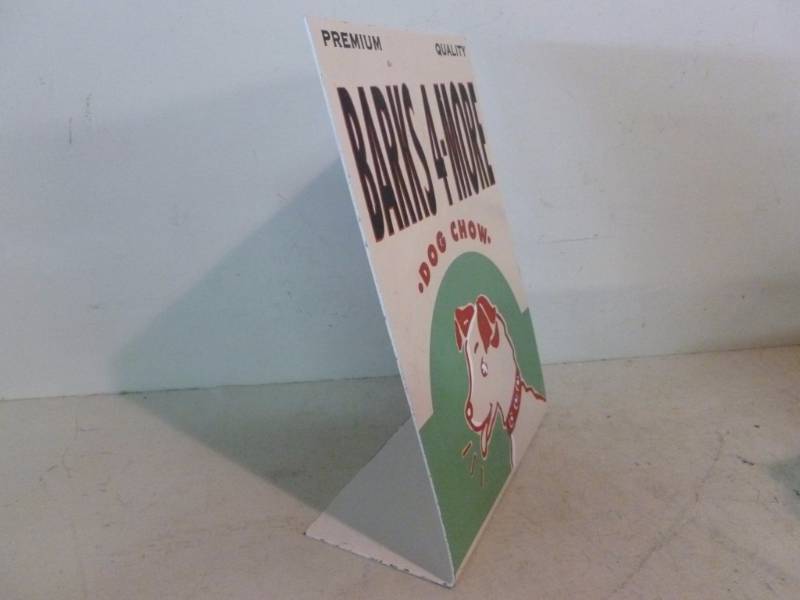 PREMIUM QUALITY
BARKS-4-MORE
•DOG CHOW•